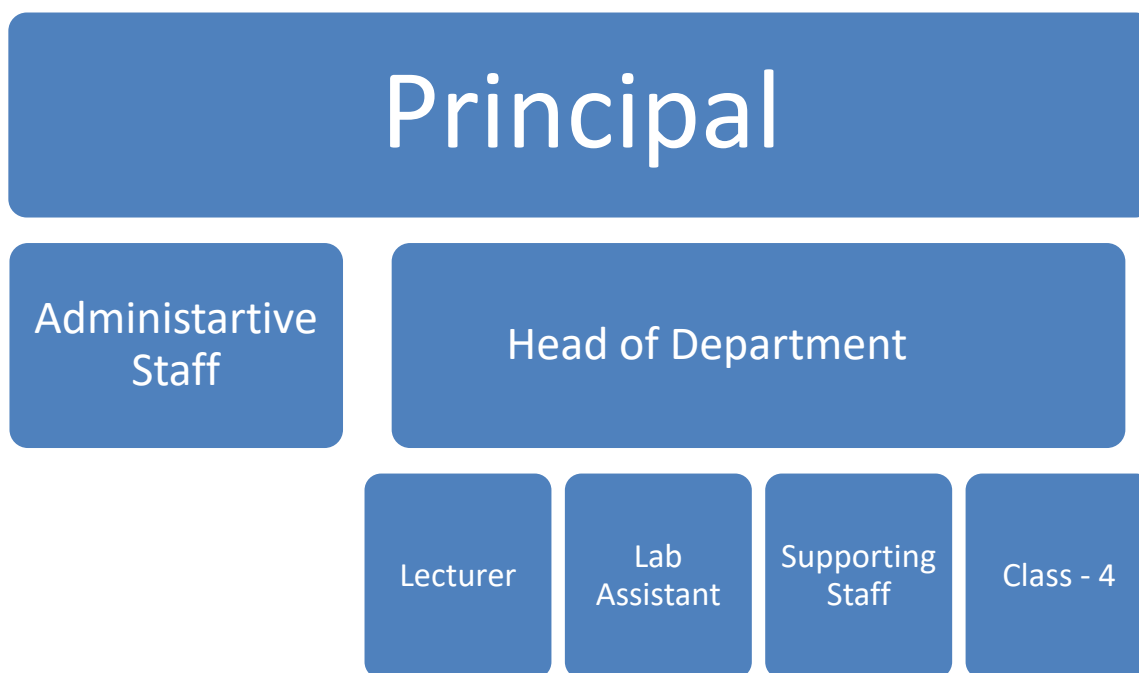 Principal
Administartive
Staff
Head of Department
Lecturer
Lab
Assistant
Supporting
Staff
Class - 4